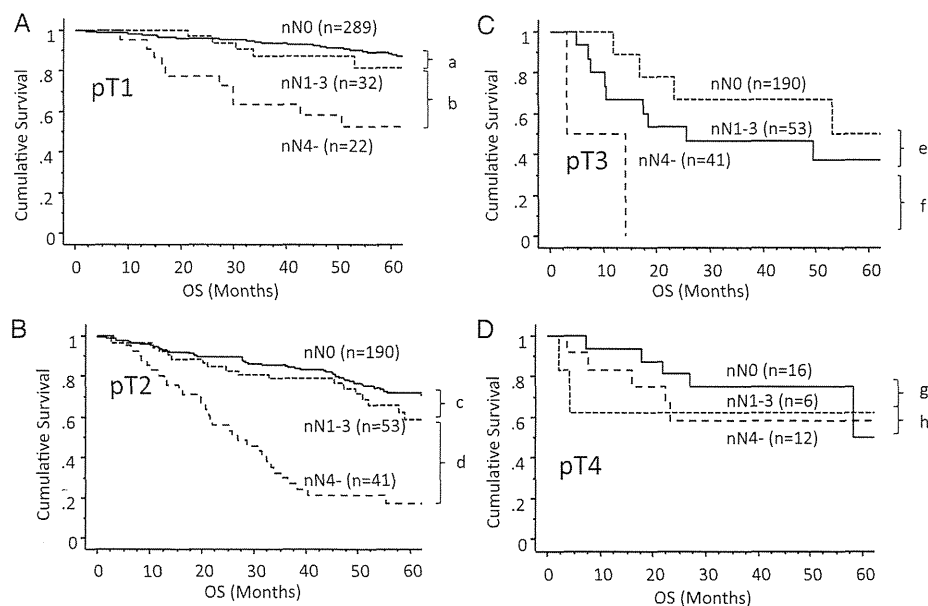 A
Cumulative Survival
1
.8
.6
.4
.2
0
pT1
nN0 (n=289)
nN1-3 (n=32)
nN4- (n=22)
a
b
0 10 20 30 40 50 60
OS (Months)
B
Cumulative Survival
1
.8
.6
.4
.2
0
pT2
nN0 (n=190)
nN1-3 (n=53)
nN4- (n=41)
c
d
0 10 20 30 40 50 60
OS (Months)
C
Cumulative Survival
1
.8
.6
.4
.2
0
pT3
nN0 (n=190)
nN1-3 (n=53)
nN4- (n=41)
e
f
0 10 20 30 40 50 60
OS (Months)
D
Cumulative Survival
1
.8
.6
.4
.2
0
pT4
nN0 (n=16)
nN1-3 (n=6)
nN4- (n=12)
g
h
0 10 20 30 40 50 60
OS (Months)